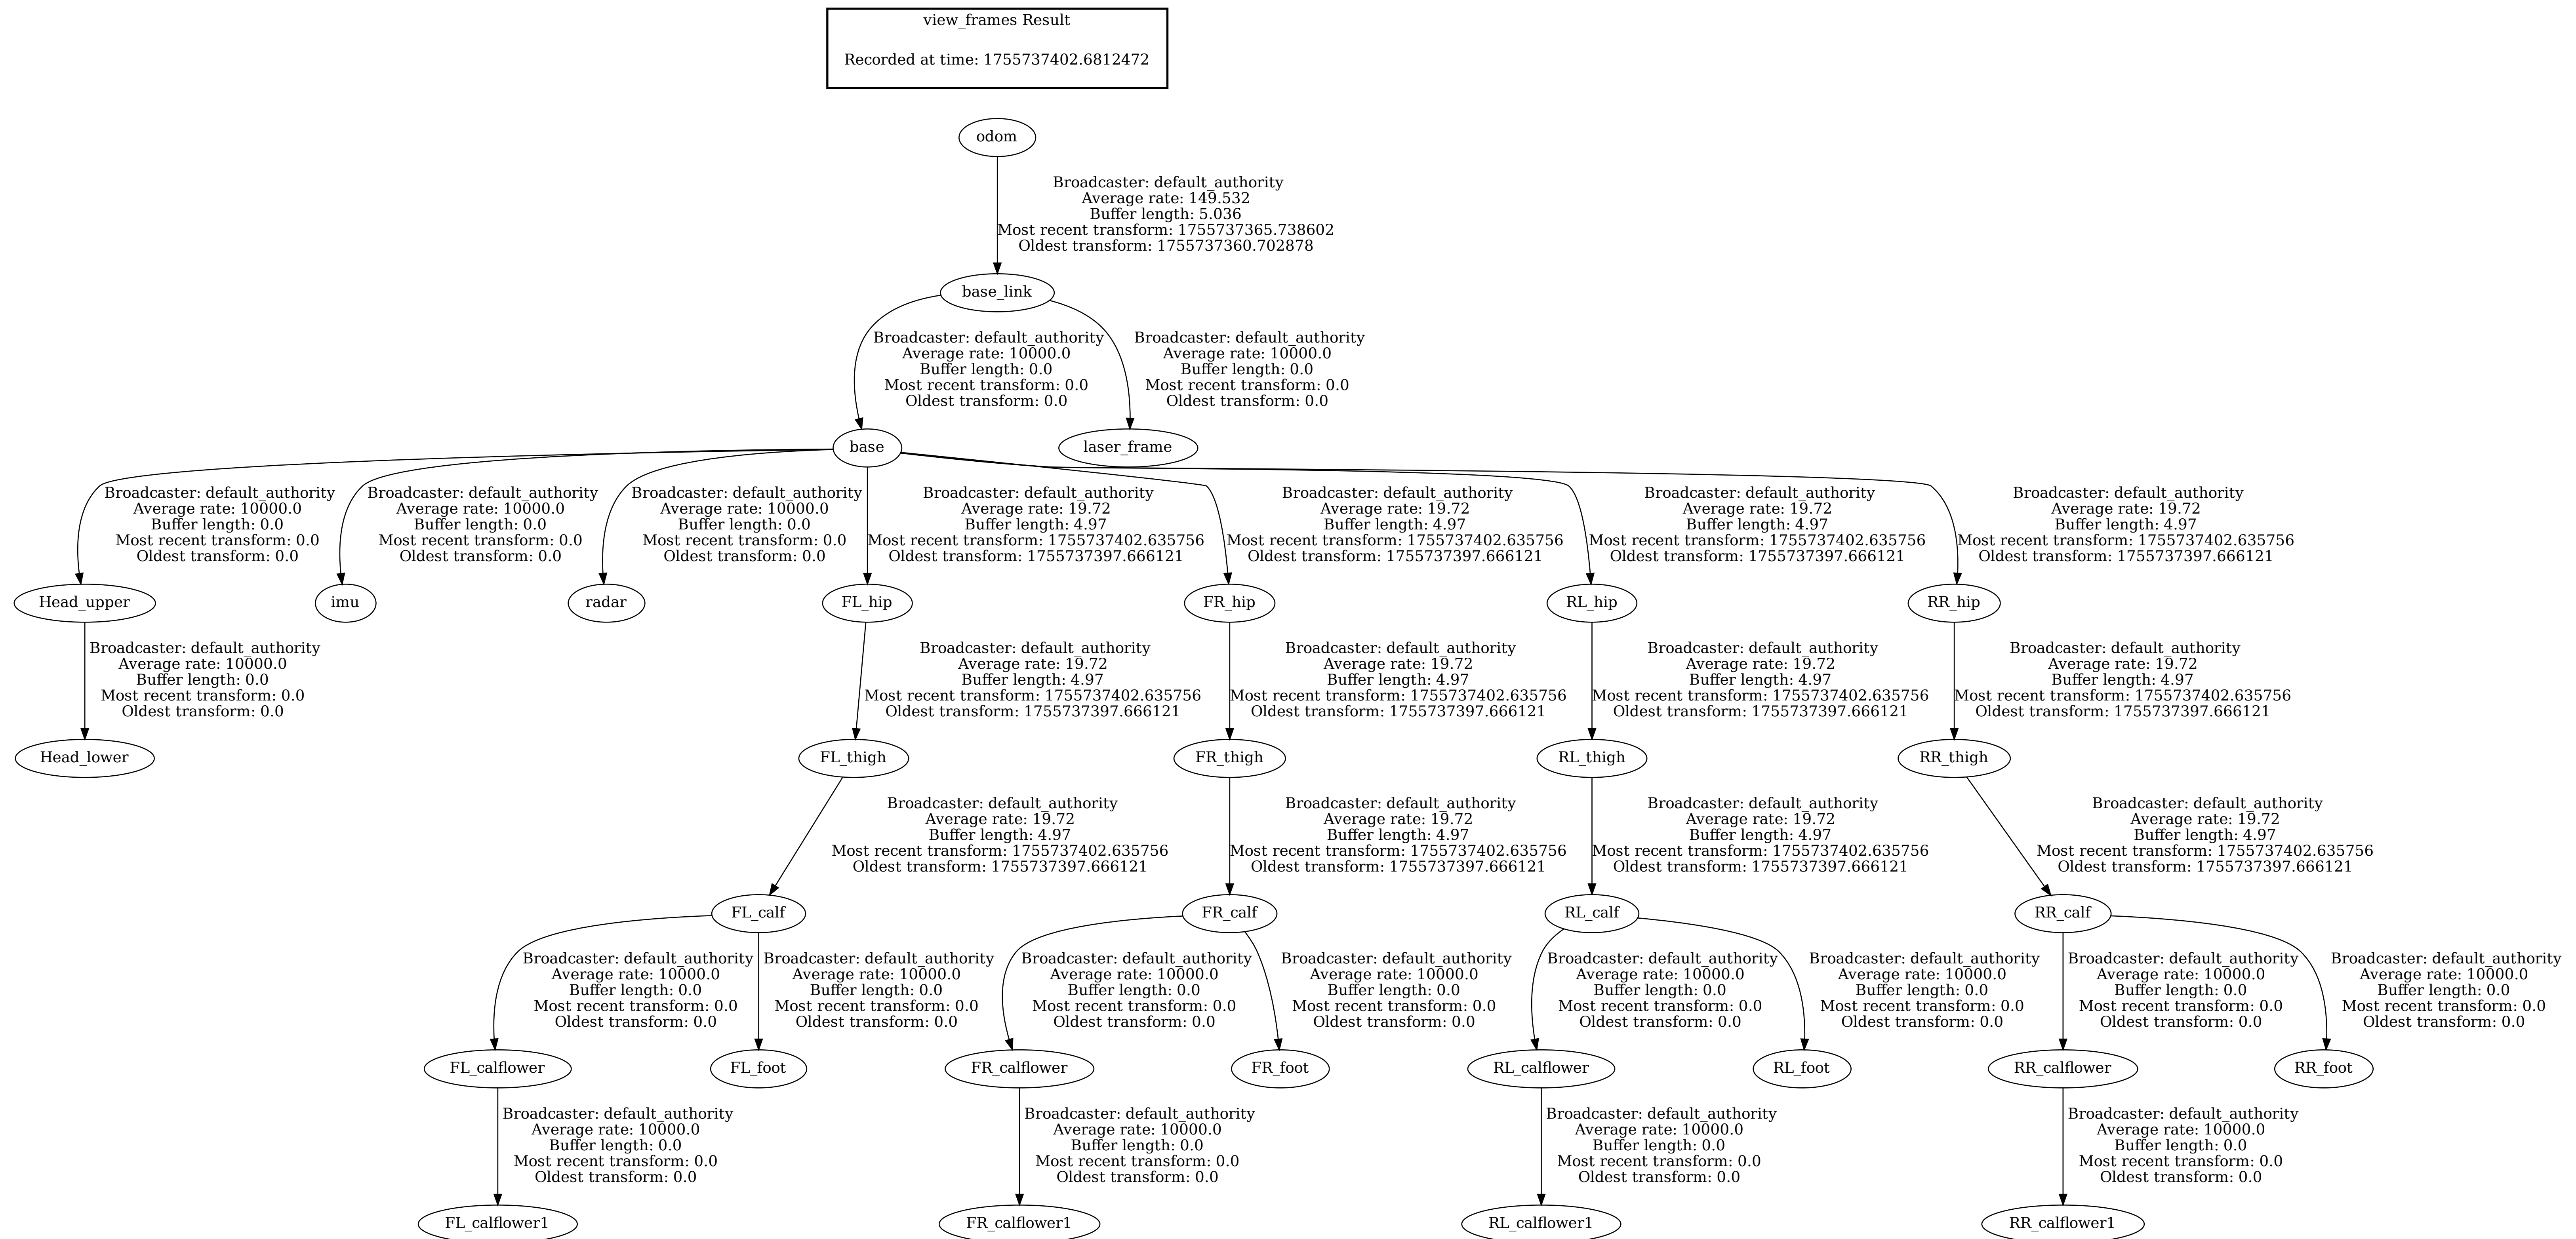 view_frames Result
Recorded at time: 1755737402.6812472
odom
Broadcaster: default_authority
Average rate: 149.532
Buffer length: 5.036
Most recent transform: 1755737365.738602
Oldest transform: 1755737360.702878
base_link
Broadcaster: default_authority
Average rate: 10000.0
Buffer length: 0.0
Most recent transform: 0.0
Oldest transform: 0.0
Broadcaster: default_authority
Average rate: 10000.0
Buffer length: 0.0
Most recent transform: 0.0
Oldest transform: 0.0
base
laser_frame
Broadcaster: default_authority
Average rate: 10000.0
Buffer length: 0.0
Most recent transform: 0.0
Oldest transform: 0.0
Broadcaster: default_authority
Average rate: 10000.0
Buffer length: 0.0
Most recent transform: 0.0
Oldest transform: 0.0
Broadcaster: default_authority
Average rate: 10000.0
Buffer length: 0.0
Most recent transform: 0.0
Oldest transform: 0.0
Broadcaster: default_authority
Average rate: 19.72
Buffer length: 4.97
Most recent transform: 1755737402.635756
Oldest transform: 1755737397.666121
Broadcaster: default_authority
Average rate: 19.72
Buffer length: 4.97
Most recent transform: 1755737402.635756
Oldest transform: 1755737397.666121
Broadcaster: default_authority
Average rate: 19.72
Buffer length: 4.97
Most recent transform: 1755737402.635756
Oldest transform: 1755737397.666121
Broadcaster: default_authority
Average rate: 19.72
Buffer length: 4.97
Most recent transform: 1755737402.635756
Oldest transform: 1755737397.666121
Head_upper
imu
radar
FL_hip
FR_hip
RL_hip
RR_hip
Broadcaster: default_authority
Average rate: 10000.0
Buffer length: 0.0
Most recent transform: 0.0
Oldest transform: 0.0
Broadcaster: default_authority
Average rate: 19.72
Buffer length: 4.97
Most recent transform: 1755737402.635756
Oldest transform: 1755737397.666121
Broadcaster: default_authority
Average rate: 19.72
Buffer length: 4.97
Most recent transform: 1755737402.635756
Oldest transform: 1755737397.666121
Broadcaster: default_authority
Average rate: 19.72
Buffer length: 4.97
Most recent transform: 1755737402.635756
Oldest transform: 1755737397.666121
Broadcaster: default_authority
Average rate: 19.72
Buffer length: 4.97
Most recent transform: 1755737402.635756
Oldest transform: 1755737397.666121
Head_lower
FL_thigh
FR_thigh
RL_thigh
RR_thigh
Broadcaster: default_authority
Average rate: 19.72
Buffer length: 4.97
Most recent transform: 1755737402.635756
Oldest transform: 1755737397.666121
Broadcaster: default_authority
Average rate: 19.72
Buffer length: 4.97
Most recent transform: 1755737402.635756
Oldest transform: 1755737397.666121
Broadcaster: default_authority
Average rate: 19.72
Buffer length: 4.97
Most recent transform: 1755737402.635756
Oldest transform: 1755737397.666121
Broadcaster: default_authority
Average rate: 19.72
Buffer length: 4.97
Most recent transform: 1755737402.635756
Oldest transform: 1755737397.666121
FL_calf
FR_calf
RL_calf
RR_calf
Broadcaster: default_authority
Average rate: 10000.0
Buffer length: 0.0
Most recent transform: 0.0
Oldest transform: 0.0
Broadcaster: default_authority
Average rate: 10000.0
Buffer length: 0.0
Most recent transform: 0.0
Oldest transform: 0.0
Broadcaster: default_authority
Average rate: 10000.0
Buffer length: 0.0
Most recent transform: 0.0
Oldest transform: 0.0
Broadcaster: default_authority
Average rate: 10000.0
Buffer length: 0.0
Most recent transform: 0.0
Oldest transform: 0.0
Broadcaster: default_authority
Average rate: 10000.0
Buffer length: 0.0
Most recent transform: 0.0
Oldest transform: 0.0
Broadcaster: default_authority
Average rate: 10000.0
Buffer length: 0.0
Most recent transform: 0.0
Oldest transform: 0.0
Broadcaster: default_authority
Average rate: 10000.0
Buffer length: 0.0
Most recent transform: 0.0
Oldest transform: 0.0
Broadcaster: default_authority
Average rate: 10000.0
Buffer length: 0.0
Most recent transform: 0.0
Oldest transform: 0.0
FL_calflower
FL_foot
FR_calflower
FR_foot
RL_calflower
RL_foot
RR_calflower
RR_foot
Broadcaster: default_authority
Average rate: 10000.0
Buffer length: 0.0
Most recent transform: 0.0
Oldest transform: 0.0
Broadcaster: default_authority
Average rate: 10000.0
Buffer length: 0.0
Most recent transform: 0.0
Oldest transform: 0.0
Broadcaster: default_authority
Average rate: 10000.0
Buffer length: 0.0
Most recent transform: 0.0
Oldest transform: 0.0
Broadcaster: default_authority
Average rate: 10000.0
Buffer length: 0.0
Most recent transform: 0.0
Oldest transform: 0.0
FL_calflower1
FR_calflower1
RL_calflower1
RR_calflower1